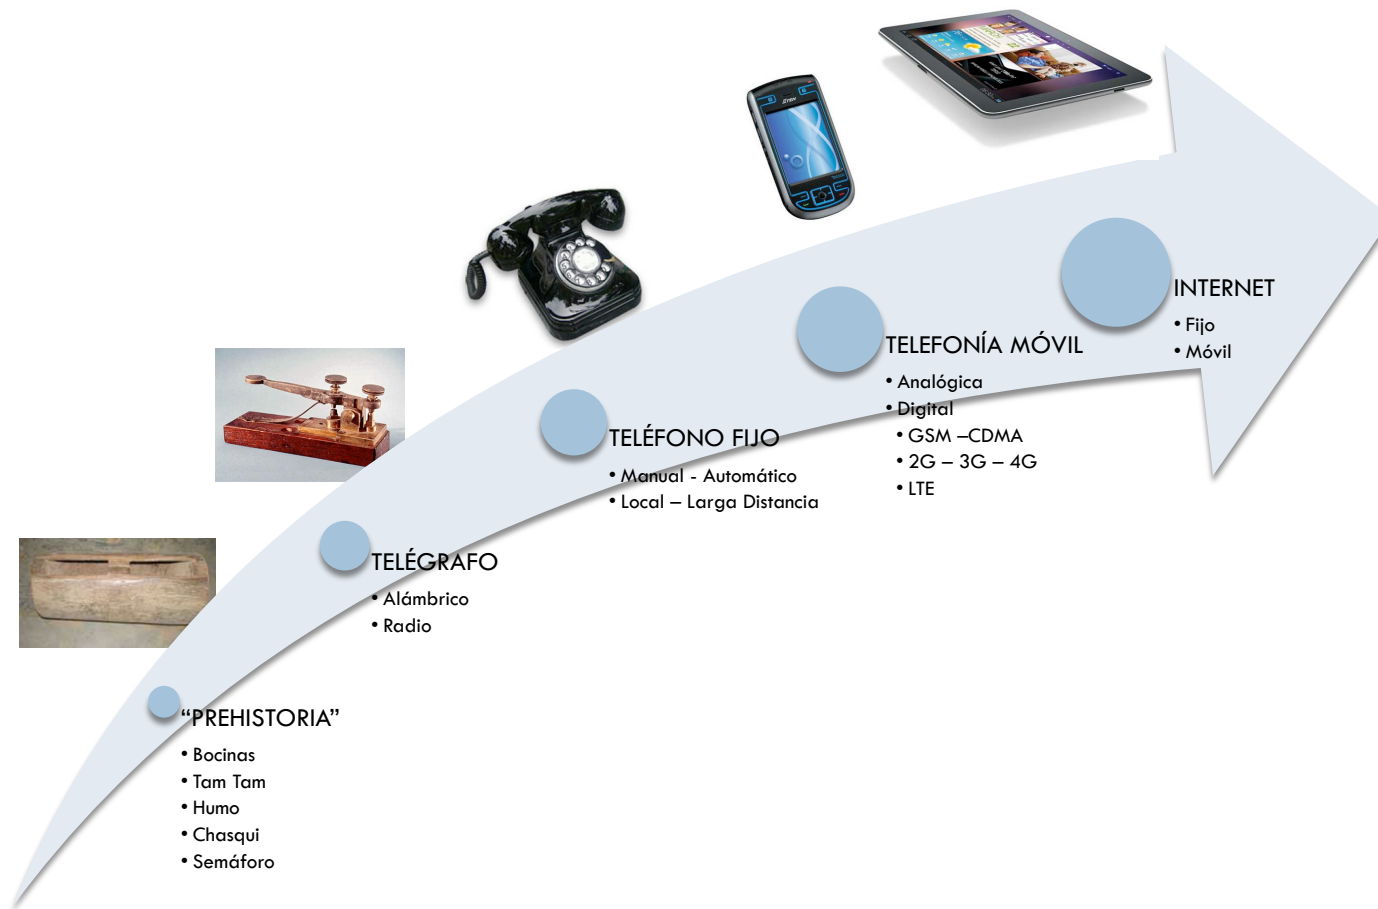 “PREHISTORIA”
• Bocinas
• Tam Tam
• Humo
• Chasqui
• Semáforo
TELÉGRAFO
• Alámbrico
• Radio
TELÉFONO FIJO
• Manual - Automático
• Local – Larga Distancia
TELEFONÍA MÓVIL
• Analógica
• Digital
• GSM –CDMA
• 2G – 3G – 4G
• LTE
INTERNET
• Fijo
• Móvil